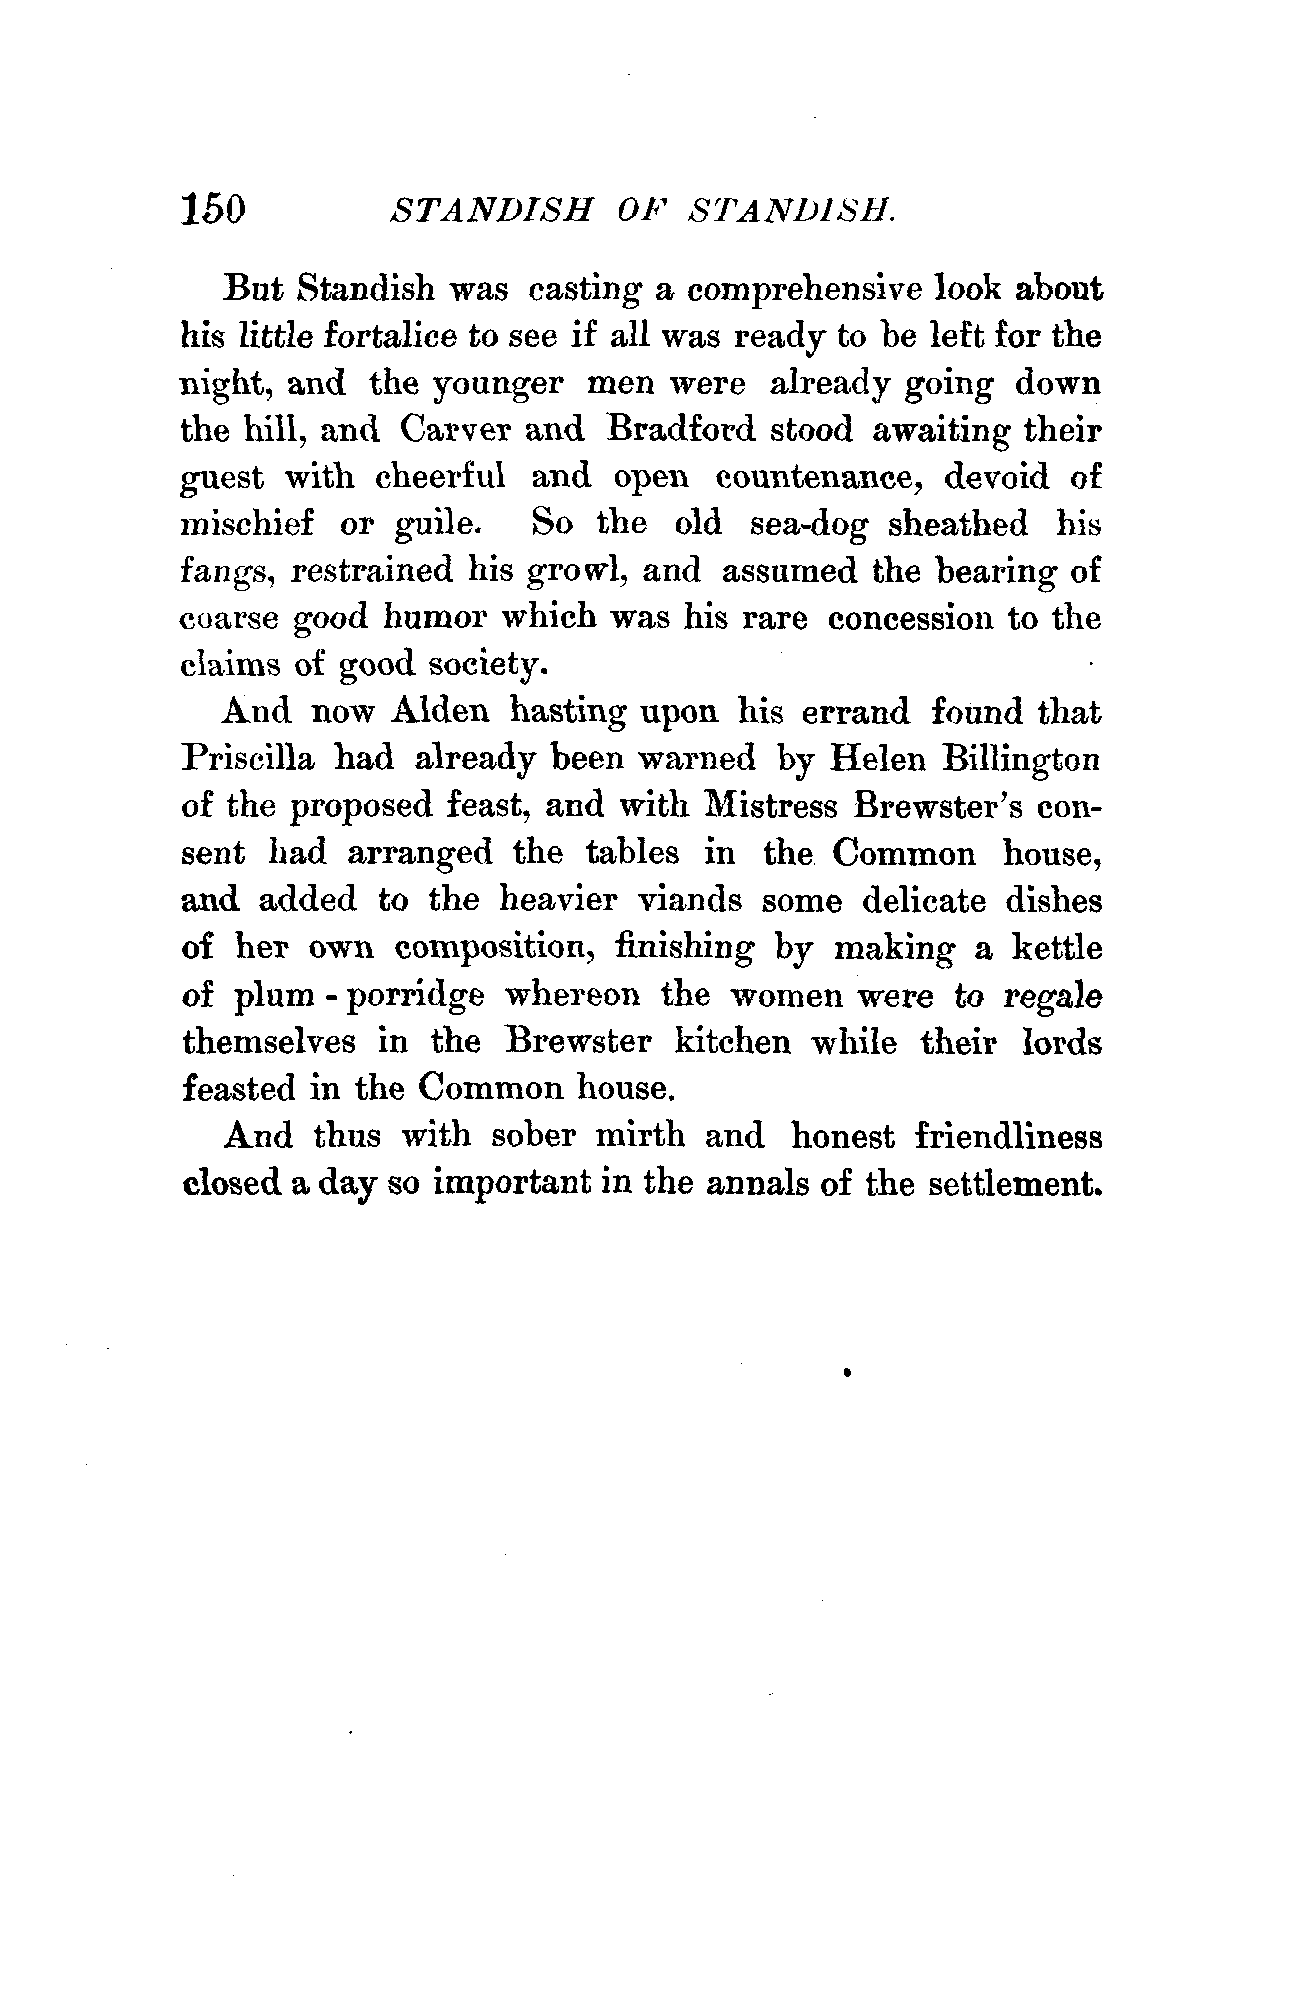 150 STANDISH OF STANDISH.
But Standish was casting a comprehensive look about
his little fortalice to see if all was ready to be left for the
night, and the younger men were already going down
the hill, and Carver and Bradford stood awaiting their
guest with cheerful and open countenance, devoid of
mischief or guile. So the old sea-dog sheathed his
fangs, restrained his growl, and assumed the bearing of
coarse good humor which was his rare concession to the
claims of good society.
And now Alden hasting upon his errand found that
Priscilla had already been warned by Helen Billington
of the proposed feast, and with Mistress Brewster's con-
sent had arranged the tables in the Common house,
and added to the heavier viands some delicate dishes
of her own composition, finishing by making a kettle
of plum-porridge whereon the women were to regale
themselves in the Brewster kitchen while their lords
feasted in the Common house.
And thus with sober mirth and honest friendliness
closed a day so important in the annals of the settlement.